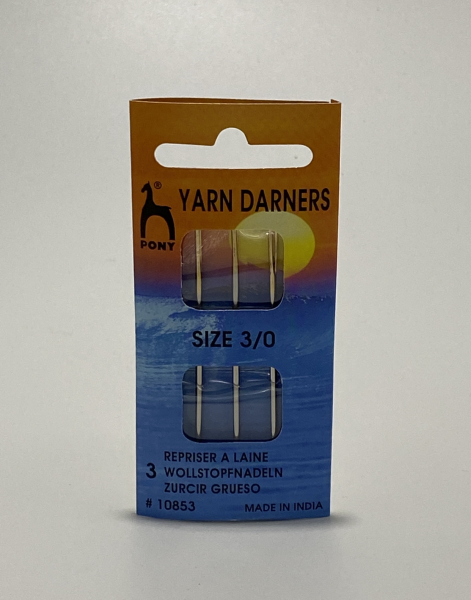 ®
YARN DARNERS
PONY
SIZE 3/0
REPRISER A LAINE
3 WOLLSTOPFNADELN
ZURCIR GRUESO
# 10853 MADE IN INDIA